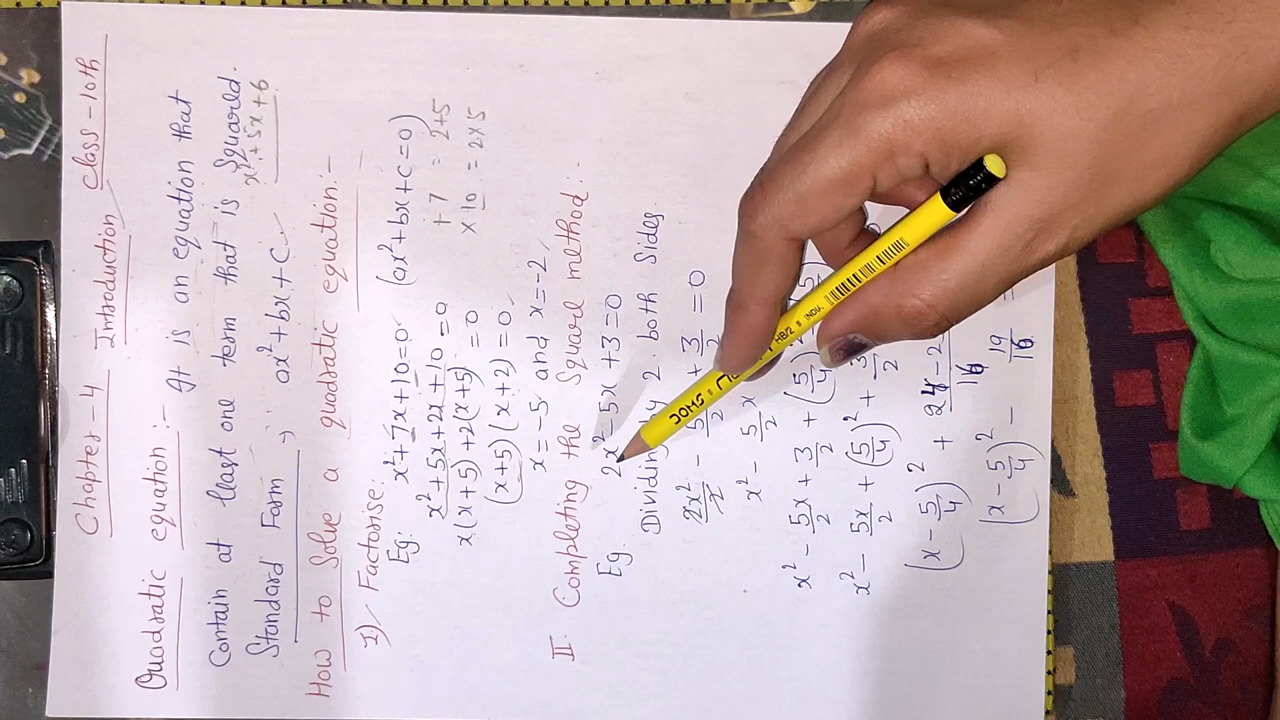 Chapter-4 Introduction Class-10th
Quadratic equation :- It is an equation that
Contain at least one term that is Squared.
x² + 5x + 6
Standard Form ; ax² + bx + c
How to Solve a quadratic equation:-
I) Factorise:
Eg: x² + 7x + 10 = 0 (ax² + bx + c = 0)
x² + 5x + 2x + 10 = 0 + 7 = 2+5
x(x+5) + 2(x+5) = 0 × 10 = 2×5
(x+5)(x+2) = 0
x = -5 and x = -2
II. Completing the Square method:-
Eg. 2x² - 5x + 3 = 0
Dividing by 2 both Sides
2x²/2 - 5/2 + 3/2 = 0
x² - 5/2 x
x² - 5x/2 + 3/2 + (5/4)
x² - 5x/2 + (5/4)² + 3/2
(x - 5/4)² + 24-2/16
(x - 5/4)² - 19/16 =
DOMS HB/2 INDIA